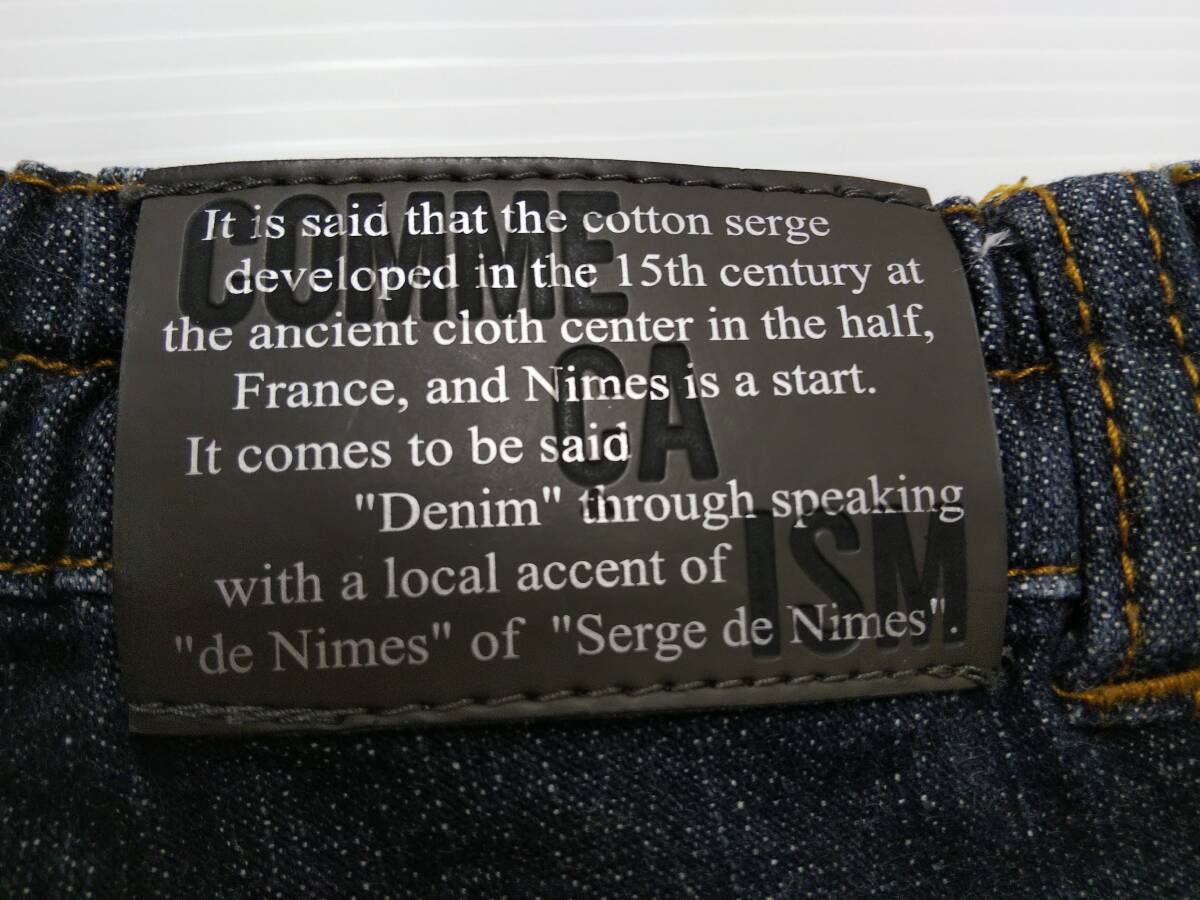 It is said that the cotton serge
developed in the 15th century at
the ancient cloth center in the half,
France, and Nimes is a start.
It comes to be said
"Denim" through speaking
with a local accent of
"de Nimes" of "Serge de Nimes".
COMME
ÇA
ISM